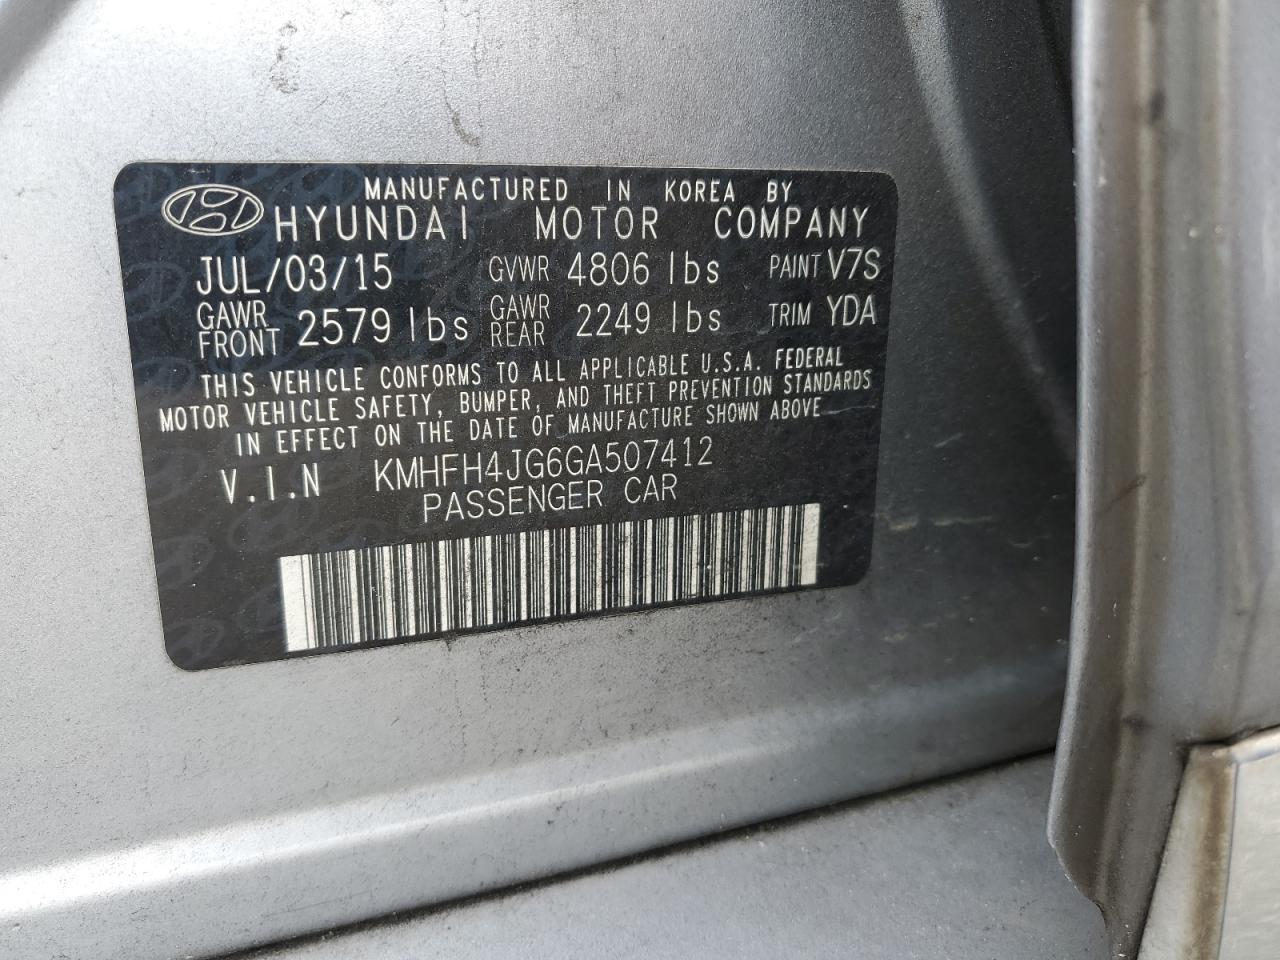 MANUFACTURED IN KOREA BY
HYUNDAI MOTOR COMPANY
JUL/03/15 GVWR 4806 lbs PAINT V7S
GAWR FRONT 2579 lbs GAWR REAR 2249 lbs TRIM YDA
THIS VEHICLE CONFORMS TO ALL APPLICABLE U.S.A. FEDERAL
MOTOR VEHICLE SAFETY, BUMPER, AND THEFT PREVENTION STANDARDS
IN EFFECT ON THE DATE OF MANUFACTURE SHOWN ABOVE
V.I.N KMHFH4JG6GA507412
PASSENGER CAR